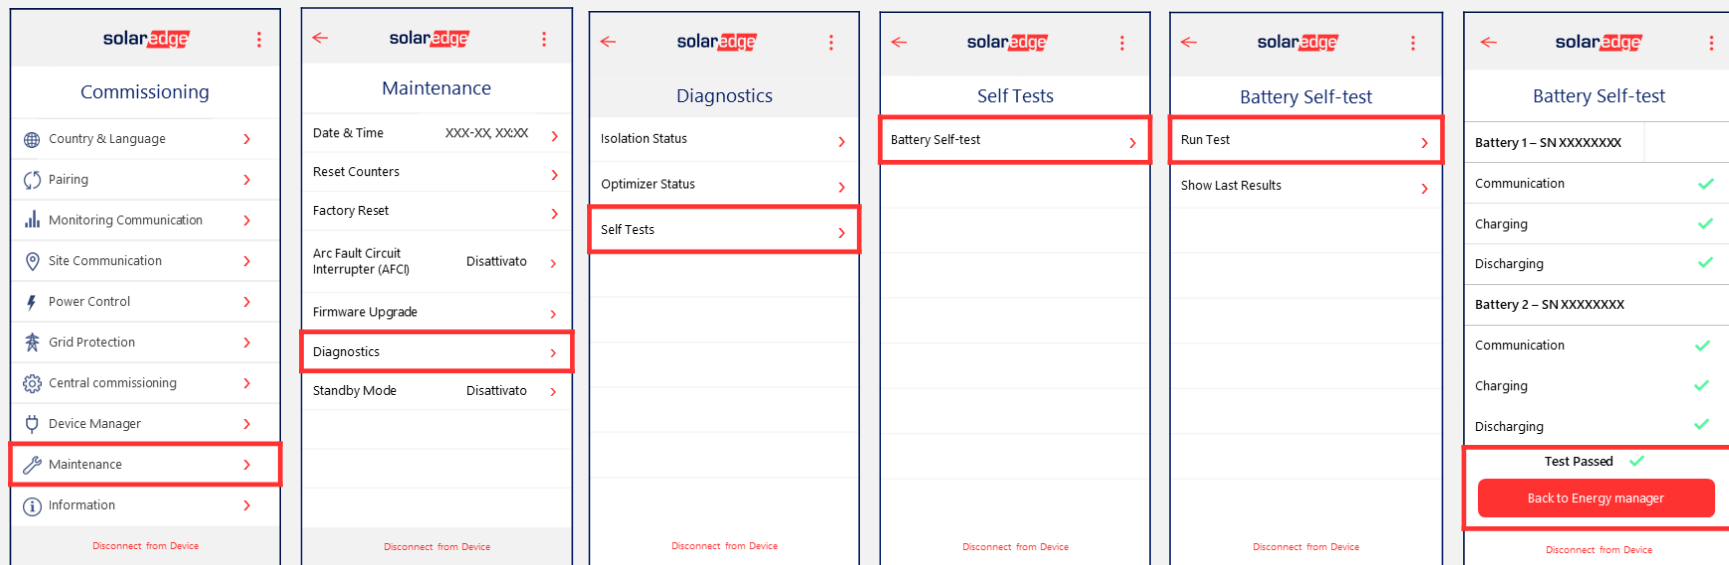 solaredge
Commissioning
Country & Language
Pairing
Monitoring Communication
Site Communication
Power Control
Grid Protection
Central commissioning
Device Manager
Maintenance
Information
Disconnect from Device
solaredge
Maintenance
Date & Time XXX-XX, XX:XX
Reset Counters
Factory Reset
Arc Fault Circuit
Interrupter (AFCI) Disattivato
Firmware Upgrade
Diagnostics
Standby Mode Disattivato
Disconnect from Device
solaredge
Diagnostics
Isolation Status
Optimizer Status
Self Tests
Disconnect from Device
solaredge
Self Tests
Battery Self-test
Disconnect from Device
solaredge
Battery Self-test
Run Test
Show Last Results
Disconnect from Device
solaredge
Battery Self-test
Battery 1 – SN XXXXXXXX
Communication
Charging
Discharging
Battery 2 – SN XXXXXXXX
Communication
Charging
Discharging
Test Passed
Back to Energy manager
Disconnect from Device